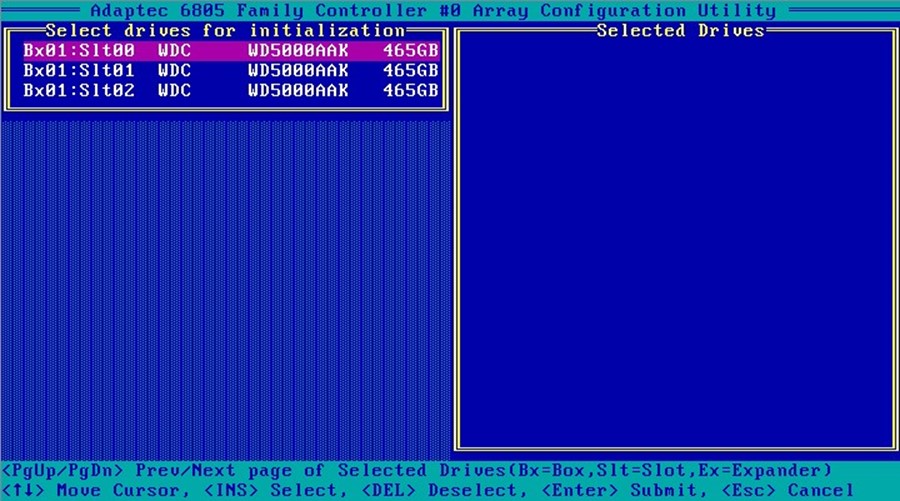 Adaptec 6805 Family Controller #0 Array Configuration Utility
Select drives for initialization
Bx01:Slt00 WDC WD5000AAK 465GB
Bx01:Slt01 WDC WD5000AAK 465GB
Bx01:Slt02 WDC WD5000AAK 465GB
Selected Drives
<PgUp/PgDn> Prev/Next page of Selected Drives(Bx=Box,Slt=Slot,Ex=Expander)
<↑↓> Move Cursor, <INS> Select, <DEL> Deselect, <Enter> Submit, <Esc> Cancel